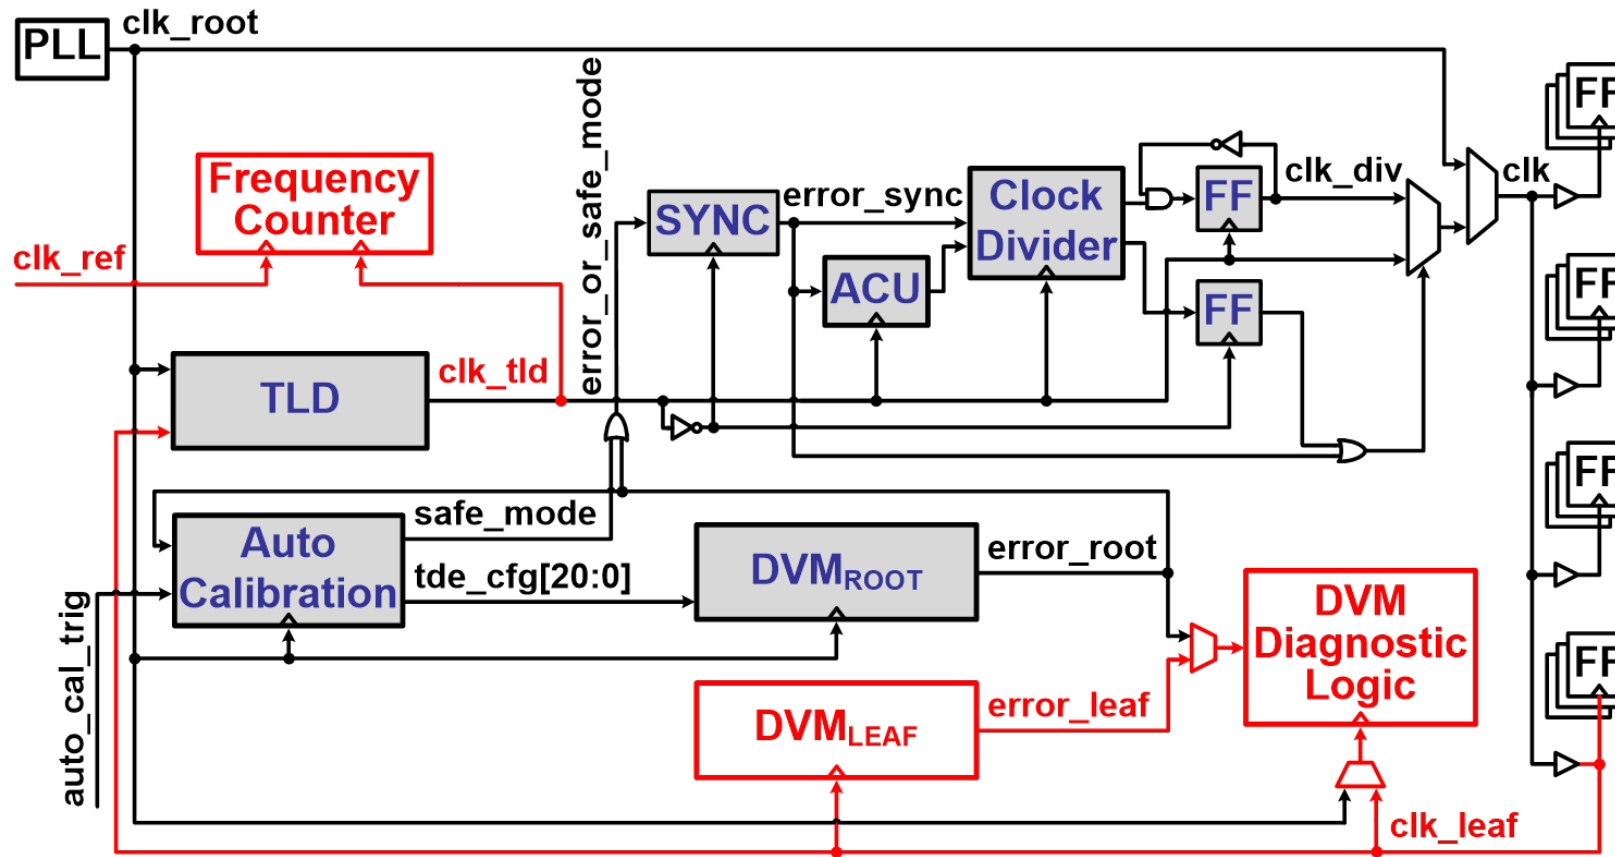 clk_root
PLL
error_or_safe_mode
Frequency
Counter
clk_ref
SYNC
error_sync
Clock
Divider
FF
clk_div
clk
FF
ACU
FF
FF
TLD
clk_tld
FF
safe_mode
Auto
Calibration
tde_cfg[20:0]
DVMROOT
error_root
auto_cal_trig
DVM
Diagnostic
Logic
FF
DVMLEAF
error_leaf
clk_leaf